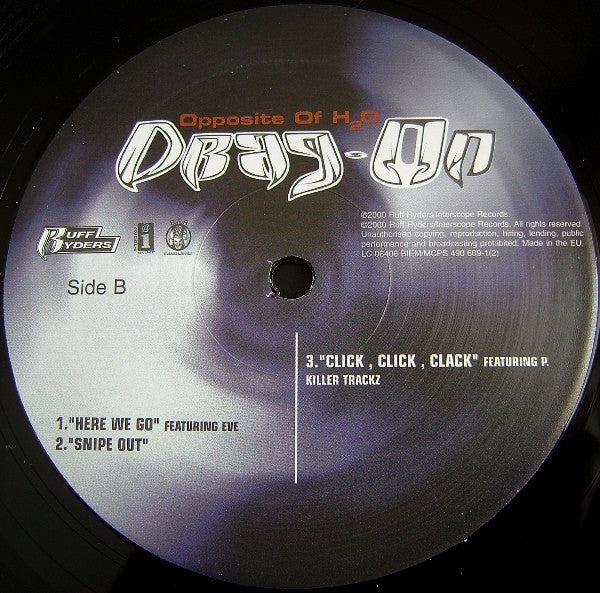 Opposite Of H2O
Drag-On
RUFF
RYDERS
i
Side B
℗2000 Ruff Ryders/Interscope Records.
©2000 Ruff Ryders/Interscope Records. All rights reserved.
Unauthorised copying, reproduction, hiring, lending, public
performance and broadcasting prohibited. Made in the EU.
LC 06406 BIEM/MCPS 490 609-1(2)
3."CLICK , CLICK , CLACK" FEATURING P.
KILLER TRACKZ
1."HERE WE GO" FEATURING EVE
2."SNIPE OUT"